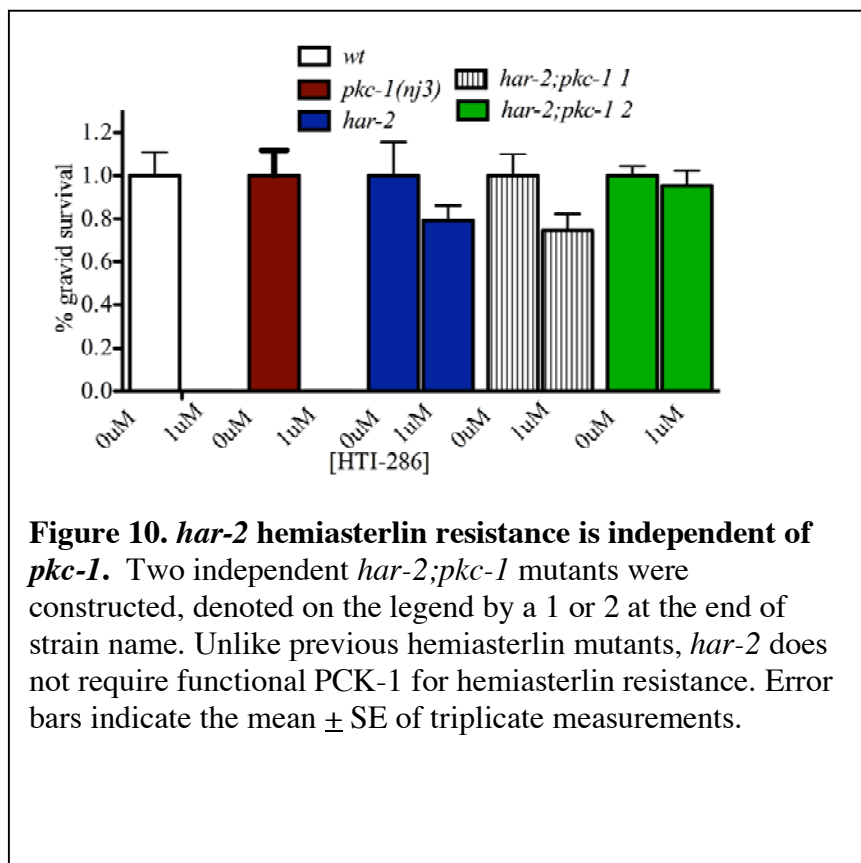 wt
pkc-1(nj3)
har-2
har-2;pkc-1 1
har-2;pkc-1 2
% gravid survival
1.2
1.0
0.8
0.6
0.4
0.2
0.0
0uM
1uM
0uM
1uM
0uM
1uM
0uM
1uM
0uM
1uM
[HTI-286]
Figure 10. har-2 hemiasterlin resistance is independent of
pkc-1. Two independent har-2;pkc-1 mutants were
constructed, denoted on the legend by a 1 or 2 at the end of
strain name. Unlike previous hemiasterlin mutants, har-2 does
not require functional PCK-1 for hemiasterlin resistance. Error
bars indicate the mean ± SE of triplicate measurements.